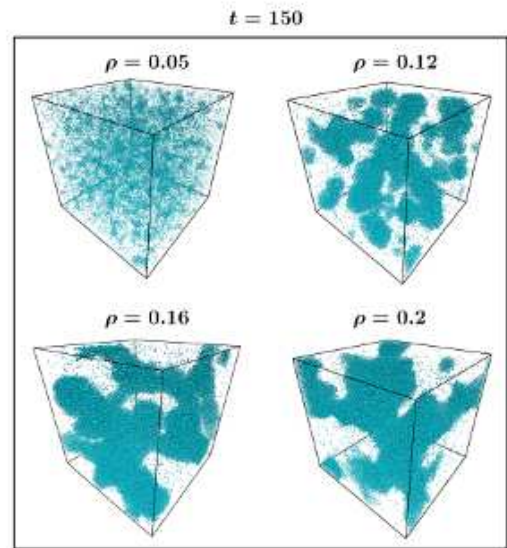 t = 150
ρ = 0.05 ρ = 0.12
ρ = 0.16 ρ = 0.2